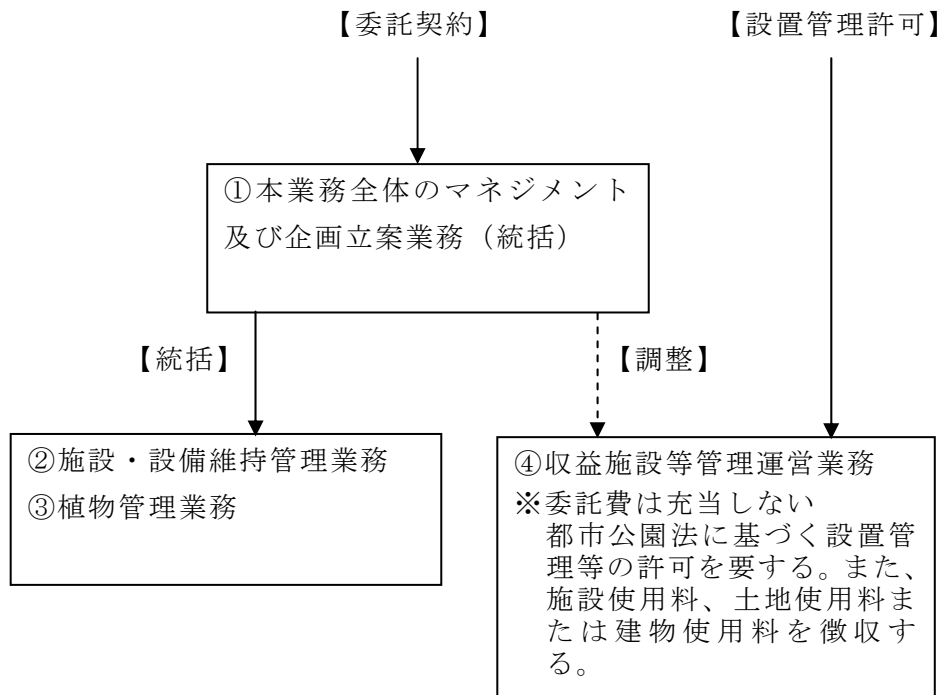 【委託契約】
【設置管理許可】
①本業務全体のマネジメント
及び企画立案業務（統括）
【統括】
【調整】
②施設・設備維持管理業務
③植物管理業務
④収益施設等管理運営業務
※委託費は充当しない
都市公園法に基づく設置管
理等の許可を要する。また、
施設使用料、土地使用料ま
たは建物使用料を徴収す
る。